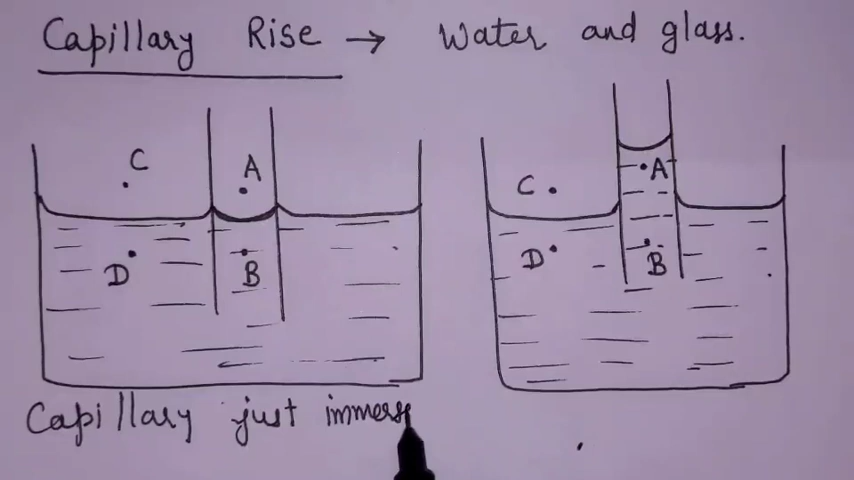 Capillary Rise → Water and glass.
C
A
D
B
C
A
D
B
Capillary just immers